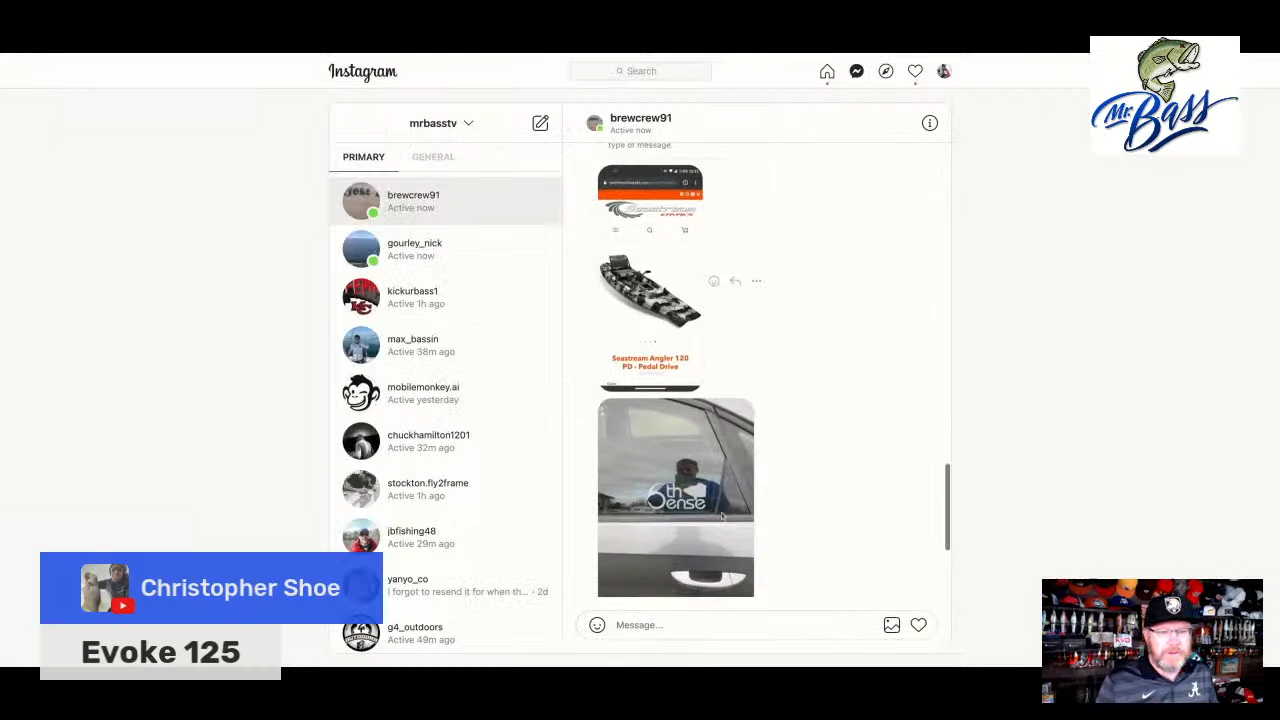 Instagram
Search
Mr. Bass
mrbasstv
PRIMARY
GENERAL
brewcrew91
Active now
gourley_nick
Active now
kickurbass1
Active 1h ago
max_bassin
Active 38m ago
mobilemonkey.ai
Active yesterday
chuckhamilton1201
Active 32m ago
stockton.fly2frame
Active 1h ago
jbfishing48
Active 29m ago
yanyo_co
I forgot to resend it for when th... · 2d
g4_outdoors
Active 49m ago
brewcrew91
Active now
type of message.
Seastream
Seastream Angler 120
PD - Pedal Drive
6th Sense
Message...
Christopher Shoe
Evoke 125